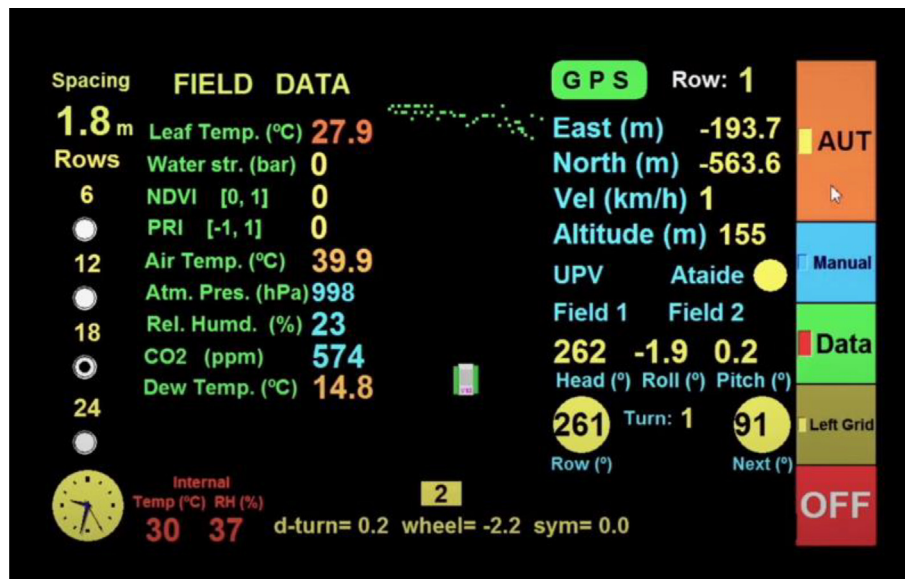 Spacing
1.8 m
Rows
6
12
18
24
FIELD DATA
Leaf Temp. (ºC) 27.9
Water str. (bar) 0
NDVI [0, 1] 0
PRI [-1, 1] 0
Air Temp. (ºC) 39.9
Atm. Pres. (hPa) 998
Rel. Humd. (%) 23
CO2 (ppm) 574
Dew Temp. (ºC) 14.8
GPS Row: 1
East (m) -193.7
North (m) -563.6
Vel (km/h) 1
Altitude (m) 155
UPV Ataide
Field 1 Field 2
262 -1.9 0.2
Head (º) Roll (º) Pitch (º)
261 Turn: 1 91
Row (º) Next (º)
AUT
Manual
Data
Left Grid
OFF
Internal
Temp (ºC) RH (%)
30 37
2
d-turn= 0.2 wheel= -2.2 sym= 0.0